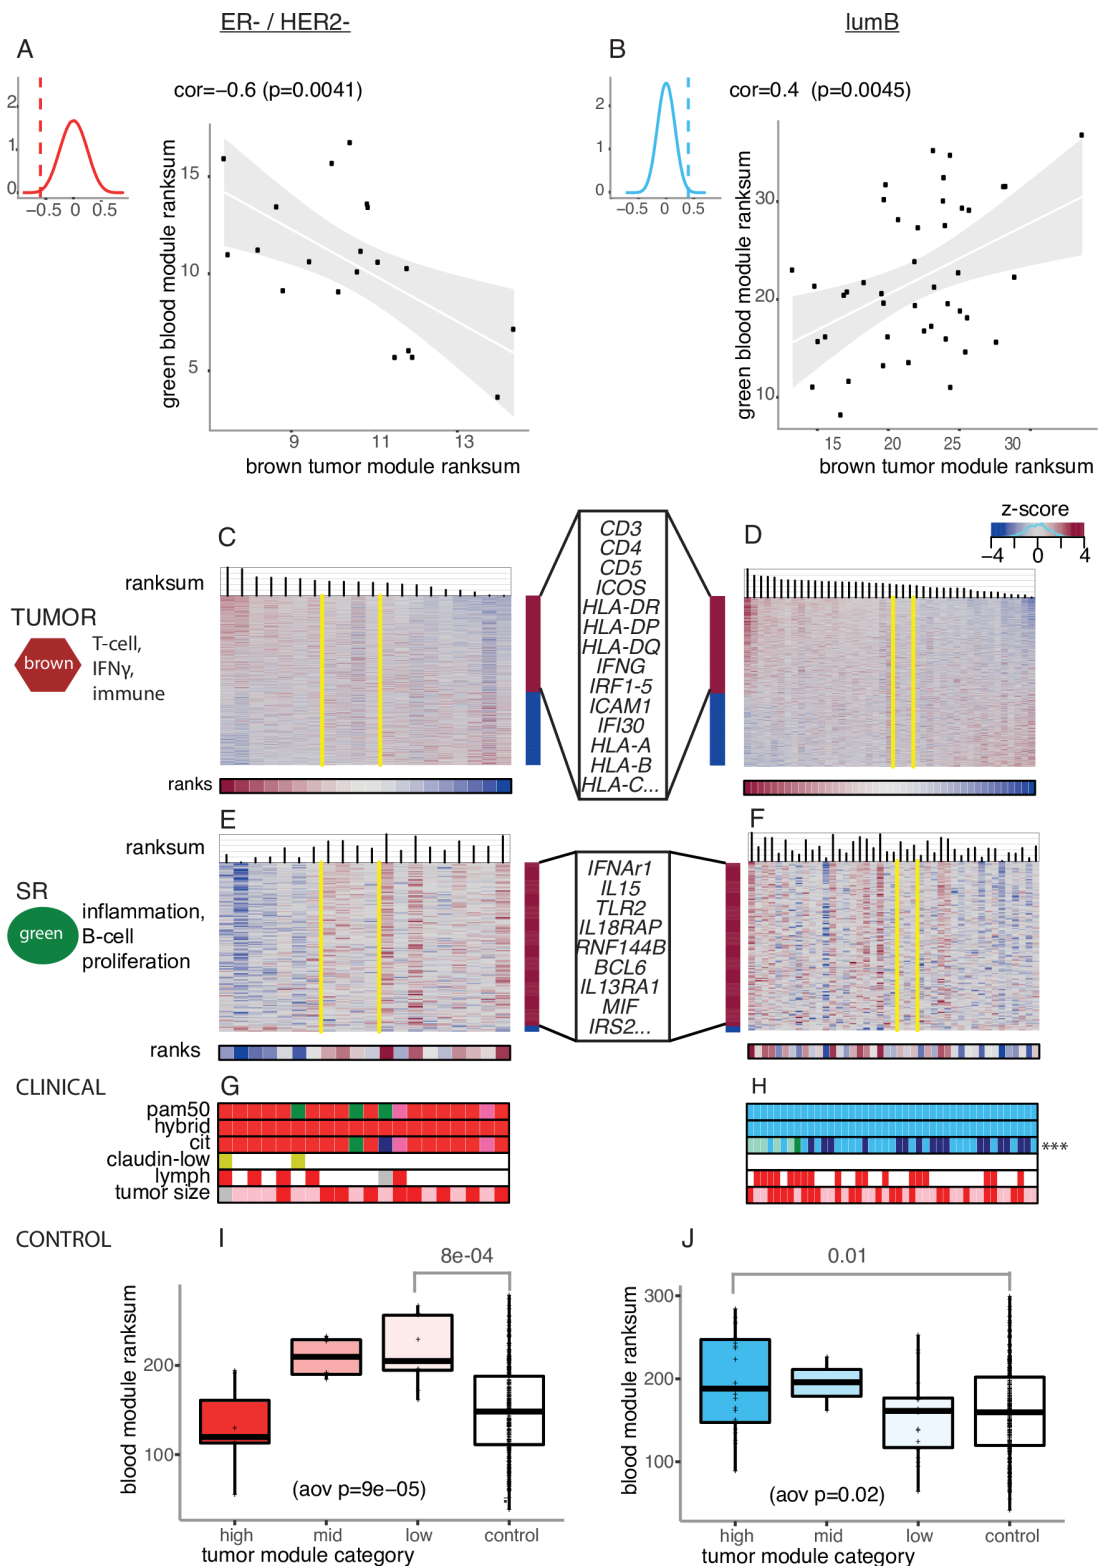 ER- / HER2-
lumB
A
B
cor=−0.6 (p=0.0041)
cor=0.4 (p=0.0045)
2
1
0
−0.5 0 0.5
2
1
0
−0.5 0 0.5
green blood module ranksum
15
10
5
9 11 13
brown tumor module ranksum
green blood module ranksum
30
20
10
15 20 25 30
brown tumor module ranksum
z-score
−4 0 4
C
D
ranksum
TUMOR
brown
T-cell,
IFNγ,
immune
ranks
CD3
CD4
CD5
ICOS
HLA-DR
HLA-DP
HLA-DQ
IFNG
IRF1-5
ICAM1
IFI30
HLA-A
HLA-B
HLA-C...
E
F
ranksum
SR
green
inflammation,
B-cell
proliferation
ranks
IFNAr1
IL15
TLR2
IL18RAP
RNF144B
BCL6
IL13RA1
MIF
IRS2...
CLINICAL
G
H
pam50
hybrid
cit
claudin-low
lymph
tumor size
***
CONTROL
I
J
8e-04
0.01
blood module ranksum
200
100
(aov p=9e−05)
high mid low control
tumor module category
blood module ranksum
300
200
100
(aov p=0.02)
high mid low control
tumor module category